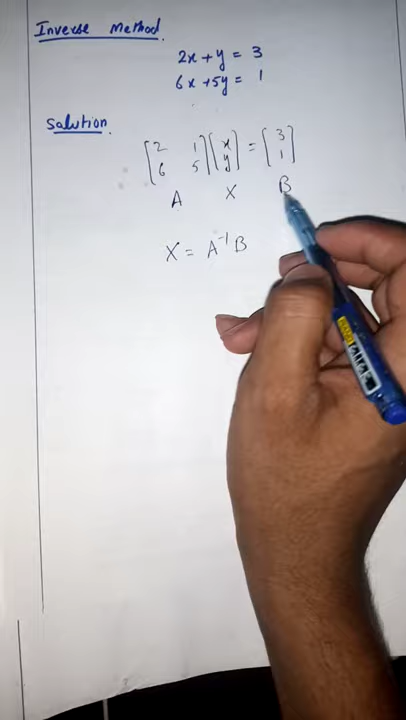 Inverse Method.
2x + y = 3
6x + 5y = 1
Solution.
[2 1
6 5] [x
y] = [3
1]
A X B
X = A⁻¹B